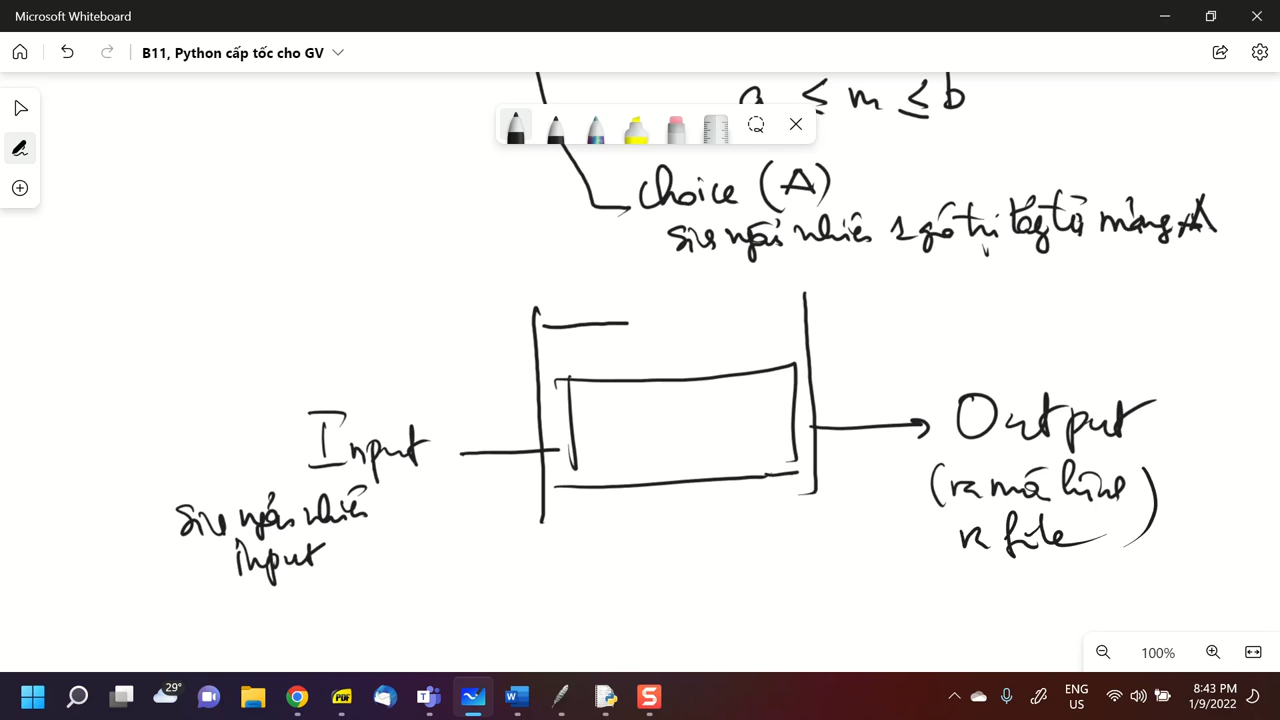 Microsoft Whiteboard
B11, Python cấp tốc cho GV
a ≤ m ≤ b
choice (A)
sinh ngẫu nhiên 1 giá trị từ mảng A
Input
Output
sinh ngẫu nhiên
input
(ra màn hình
ra file)
100%
29°
PDF
ENG
US
8:43 PM
1/9/2022